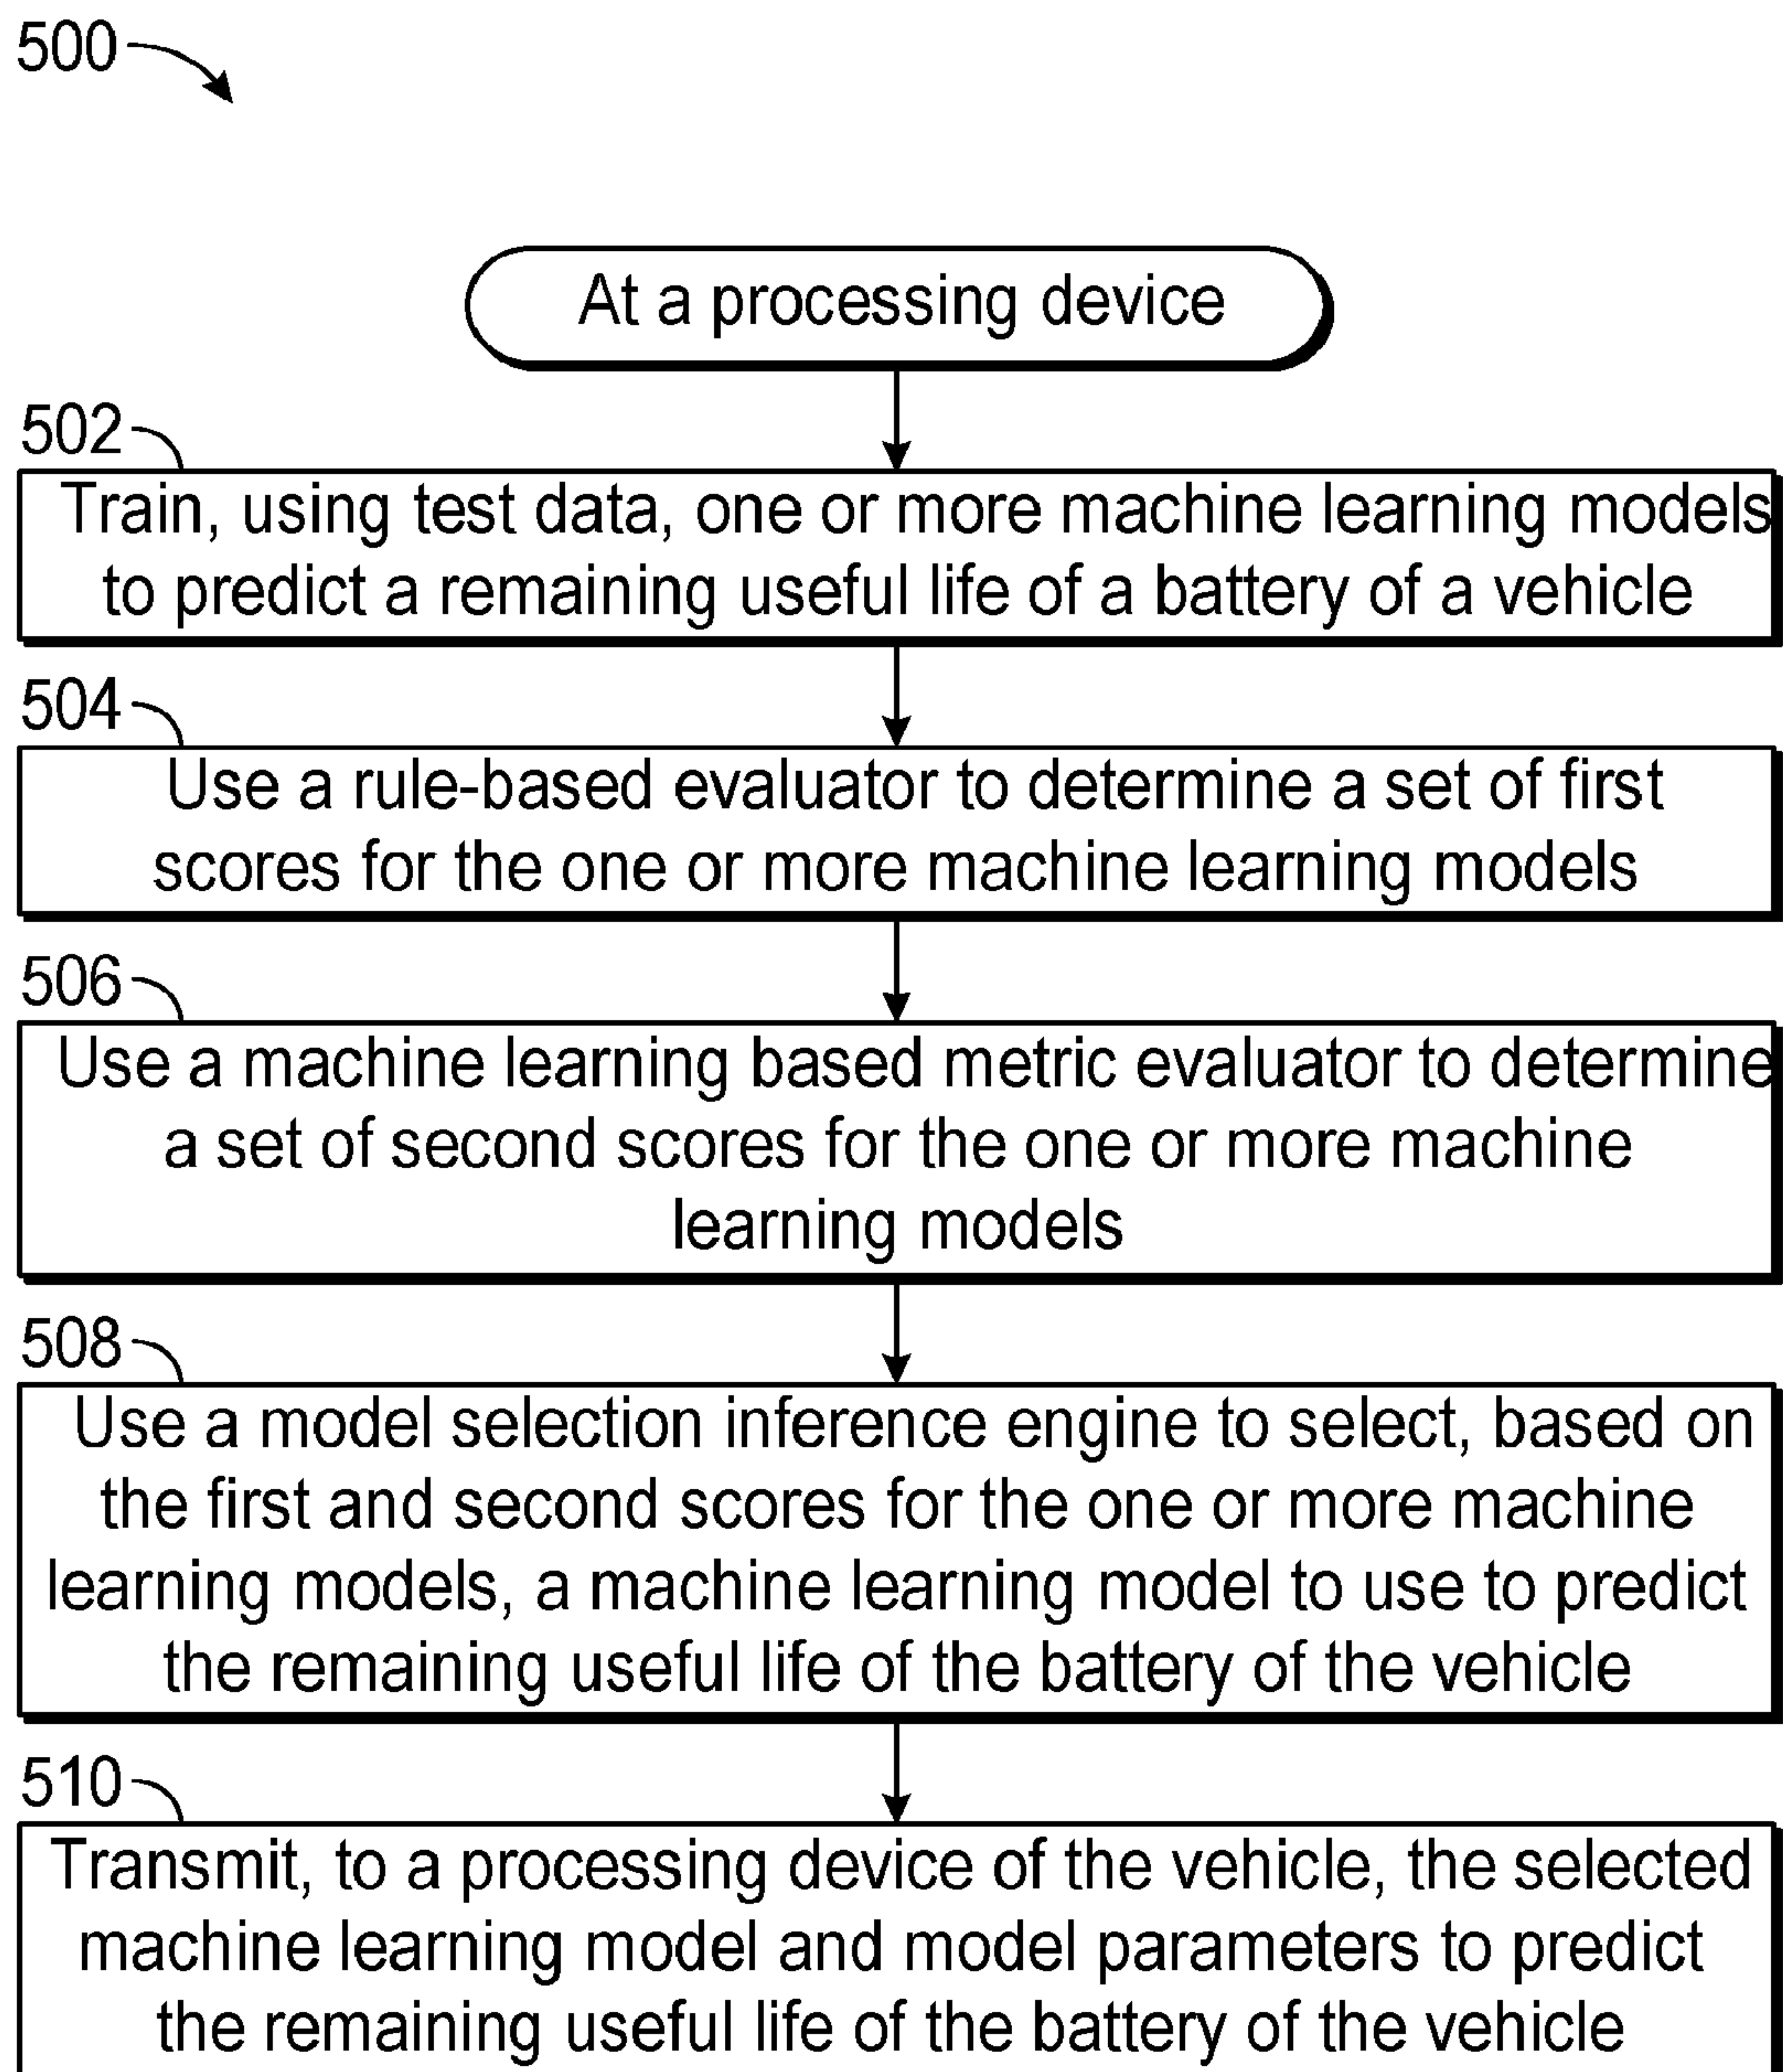 500
At a processing device
502
Train, using test data, one or more machine learning models
to predict a remaining useful life of a battery of a vehicle
504
Use a rule-based evaluator to determine a set of first
scores for the one or more machine learning models
506
Use a machine learning based metric evaluator to determine
a set of second scores for the one or more machine
learning models
508
Use a model selection inference engine to select, based on
the first and second scores for the one or more machine
learning models, a machine learning model to use to predict
the remaining useful life of the battery of the vehicle
510
Transmit, to a processing device of the vehicle, the selected
machine learning model and model parameters to predict
the remaining useful life of the battery of the vehicle